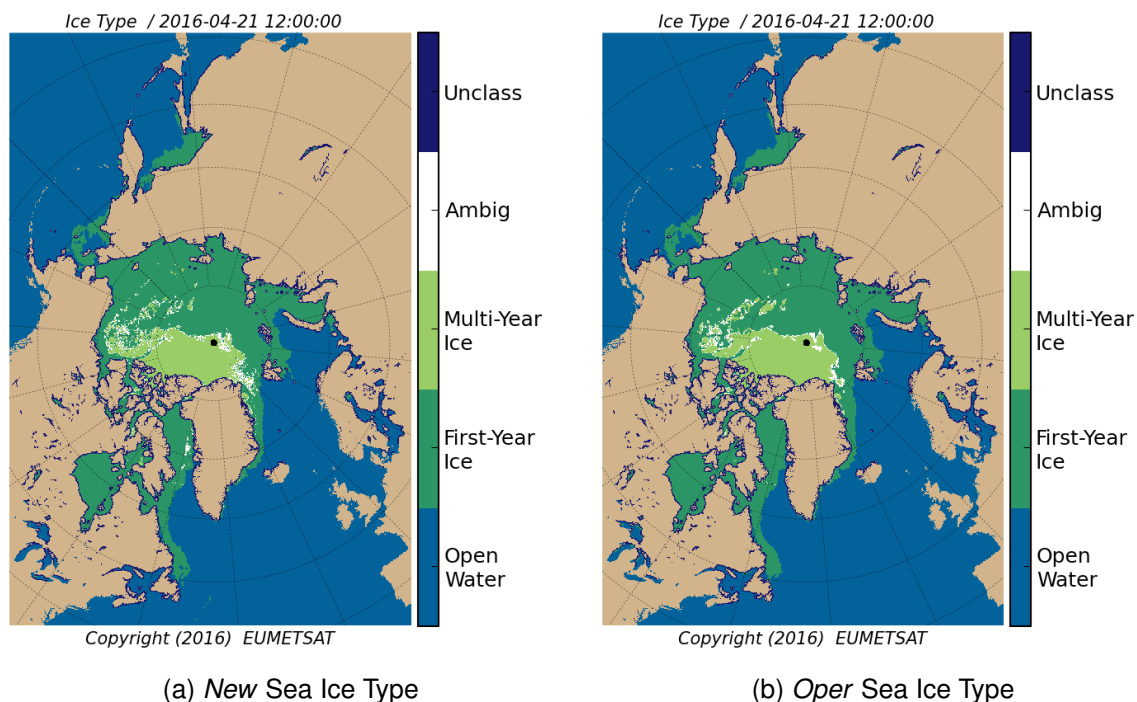 Ice Type / 2016-04-21 12:00:00
Unclass
Ambig
Multi-Year
Ice
First-Year
Ice
Open
Water
Copyright (2016) EUMETSAT
(a) New Sea Ice Type
Ice Type / 2016-04-21 12:00:00
Unclass
Ambig
Multi-Year
Ice
First-Year
Ice
Open
Water
Copyright (2016) EUMETSAT
(b) Oper Sea Ice Type